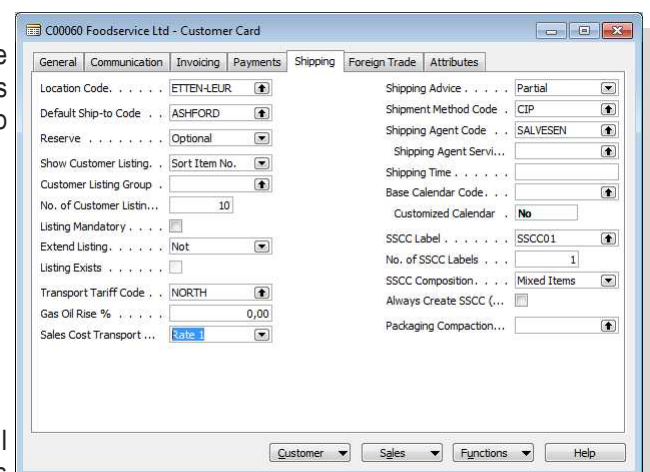 C00060 Foodservice Ltd - Customer Card
General Communication Invoicing Payments Shipping Foreign Trade Attributes
Location Code. . . . . . ETTEN-LEUR
Default Ship-to Code . . ASHFORD
Reserve . . . . . . . . Optional
Show Customer Listing. . Sort Item No.
Customer Listing Group .
No. of Customer Listin... 10
Listing Mandatory . . . .
Extend Listing. . . . . . Not
Listing Exists . . . . . .
Transport Tariff Code . . NORTH
Gas Oil Rise % . . . . . 0,00
Sales Cost Transport ... Rate 1
Shipping Advice . . . . . Partial
Shipment Method Code . CIP
Shipping Agent Code . . SALVESEN
Shipping Agent Servi...
Shipping Time . . . . . .
Base Calendar Code. . .
Customized Calendar . No
SSCC Label . . . . . . . SSCC01
No. of SSCC Labels . . . 1
SSCC Composition. . . . Mixed Items
Always Create SSCC (...
Packaging Compaction...
Customer Sales Functions Help